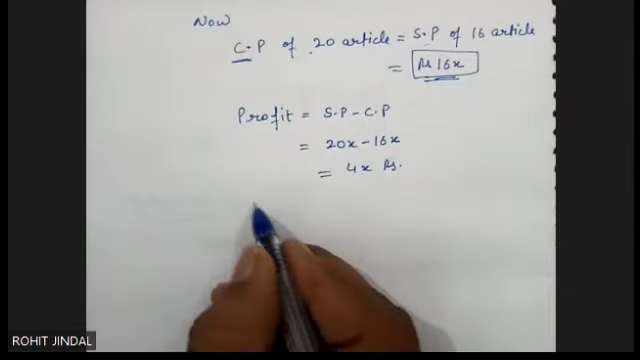 Now
C.P of 20 article = S.P of 16 article
= Rs 16x
Profit = S.P - C.P
= 20x - 16x
= 4x Rs.
ROHIT JINDAL